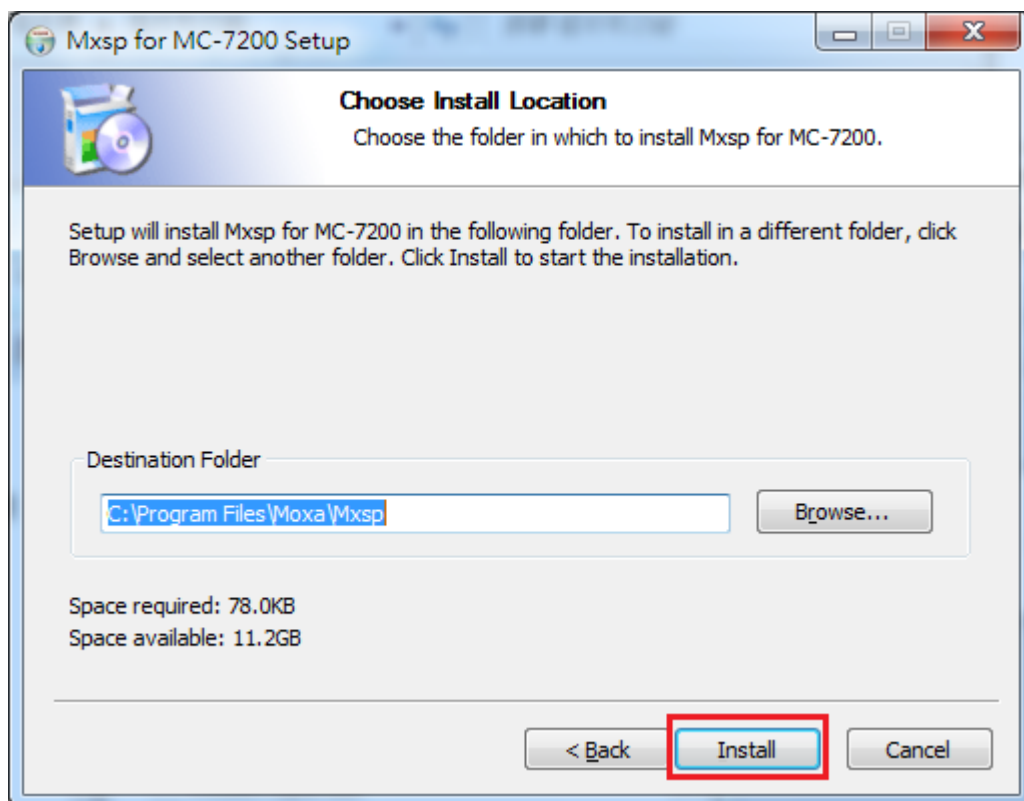 Mxsp for MC-7200 Setup
Choose Install Location
Choose the folder in which to install Mxsp for MC-7200.
Setup will install Mxsp for MC-7200 in the following folder. To install in a different folder, click
Browse and select another folder. Click Install to start the installation.
Destination Folder
C:\Program Files\Moxa\Mxsp
Browse...
Space required: 78.0KB
Space available: 11.2GB
< Back
Install
Cancel